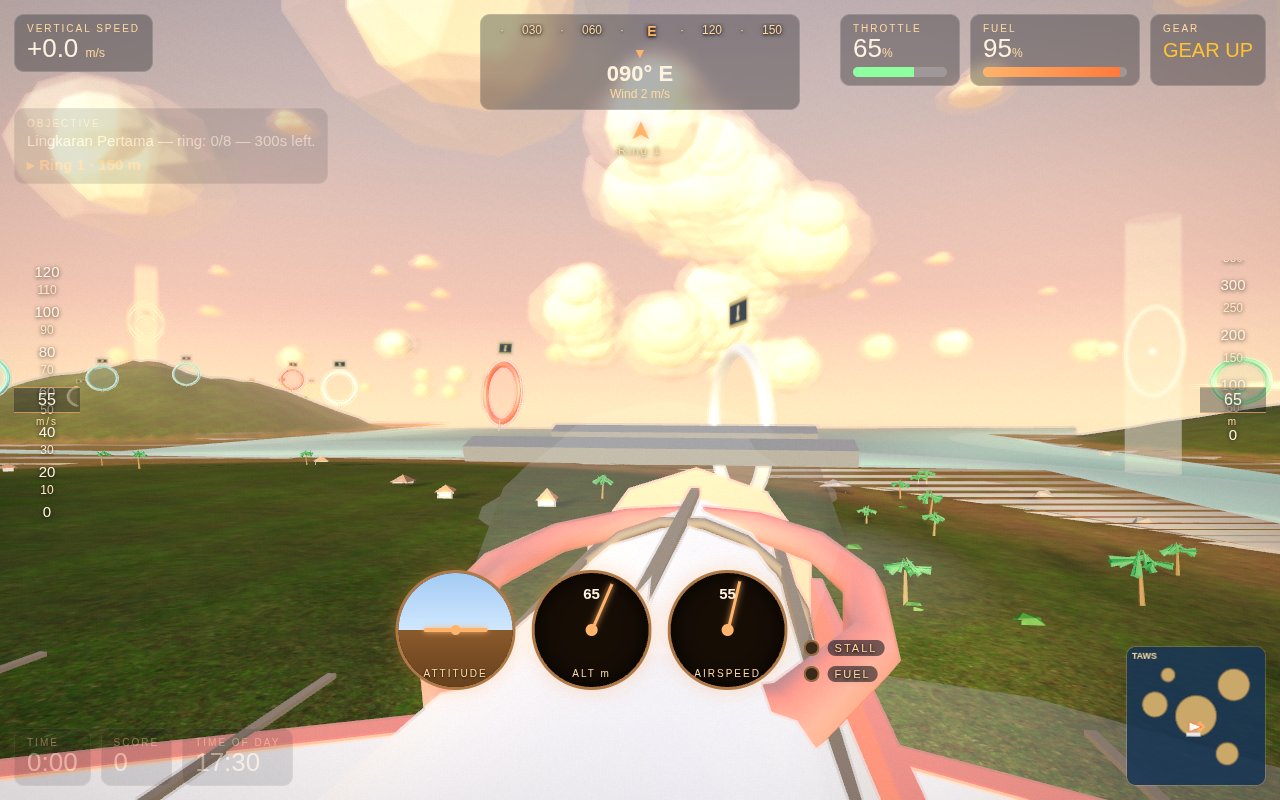 VERTICAL SPEED
+0.0 m/s
· 030 · 060 · E · 120 · 150
090° E
Wind 2 m/s
THROTTLE
65%
FUEL
95%
GEAR
GEAR UP
OBJECTIVE
Lingkaran Pertama — ring: 0/8 — 300s left.
▸ Ring 1 · 150 m
Ring 1
120
110
100
90
80
70
60
55
50
m/s
40
30
20
10
0
300
250
200
150
100
65
m
0
65
55
ATTITUDE
ALT m
AIRSPEED
STALL
FUEL
TAWS
TIME
0:00
SCORE
0
TIME OF DAY
17:30